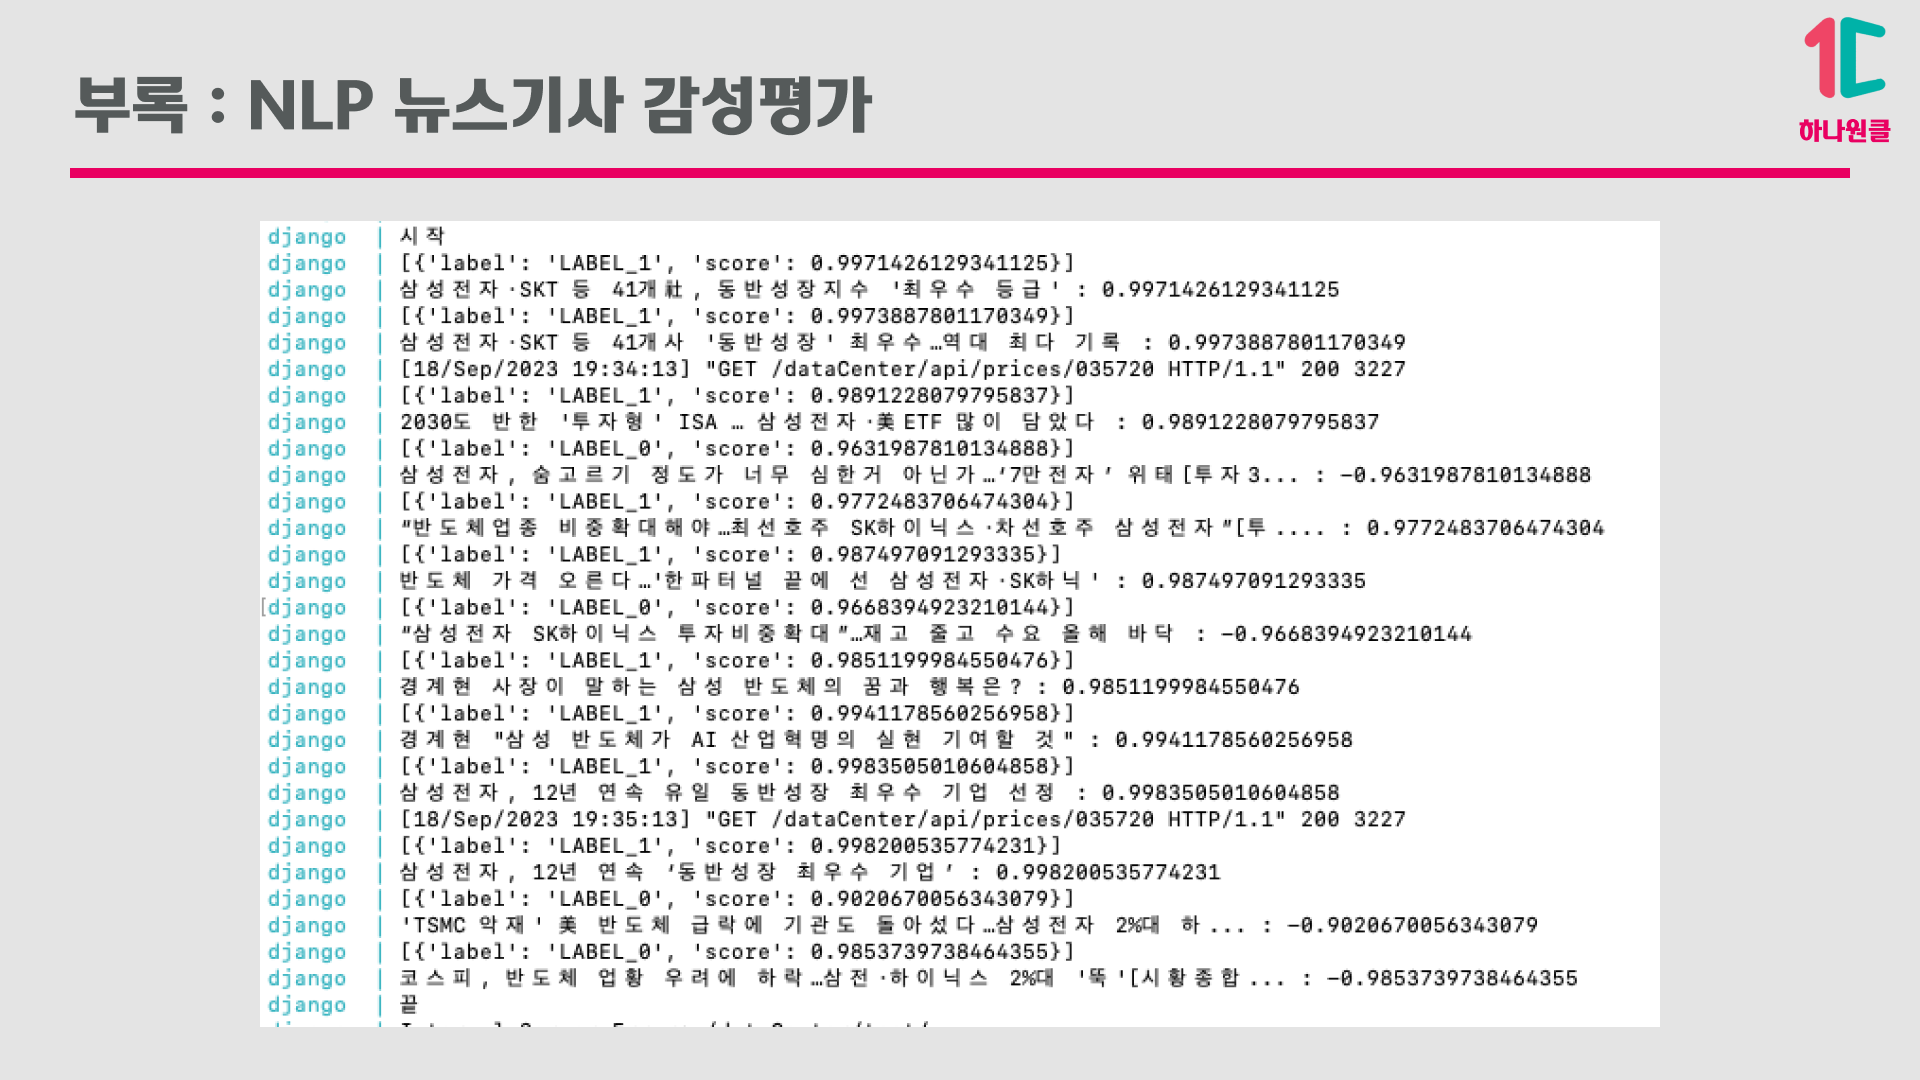 부록 : NLP 뉴스기사 감성평가
하나원클
django | 시작
django | [{'label': 'LABEL_1', 'score': 0.9971426129341125}]
django | 삼성전자·SKT 등 41개社, 동반성장지수 '최우수 등급' : 0.9971426129341125
django | [{'label': 'LABEL_1', 'score': 0.9973887801170349}]
django | 삼성전자·SKT 등 41개사 '동반성장' 최우수…역대 최다 기록 : 0.9973887801170349
django | [18/Sep/2023 19:34:13] "GET /dataCenter/api/prices/035720 HTTP/1.1" 200 3227
django | [{'label': 'LABEL_1', 'score': 0.9891228079795837}]
django | 2030도 반한 '투자형' ISA … 삼성전자·美ETF 많이 담았다 : 0.9891228079795837
django | [{'label': 'LABEL_0', 'score': 0.9631987810134888}]
django | 삼성전자, 숨고르기 정도가 너무 심한거 아닌가…‘7만전자’ 위태[투자3... : -0.9631987810134888
django | [{'label': 'LABEL_1', 'score': 0.9772483706474304}]
django | “반도체업종 비중확대해야…최선호주 SK하이닉스·차선호주 삼성전자”[투.... : 0.9772483706474304
django | [{'label': 'LABEL_1', 'score': 0.987497091293335}]
django | 반도체 가격 오른다…'한파터널 끝에 선 삼성전자·SK하닉' : 0.987497091293335
[django | [{'label': 'LABEL_0', 'score': 0.9668394923210144}]
django | “삼성전자 SK하이닉스 투자비중확대”…재고 줄고 수요 올해 바닥 : -0.9668394923210144
django | [{'label': 'LABEL_1', 'score': 0.9851199984550476}]
django | 경계현 사장이 말하는 삼성 반도체의 꿈과 행복은? : 0.9851199984550476
django | [{'label': 'LABEL_1', 'score': 0.9941178560256958}]
django | 경계현 "삼성 반도체가 AI 산업혁명의 실현 기여할 것" : 0.9941178560256958
django | [{'label': 'LABEL_1', 'score': 0.9983505010604858}]
django | 삼성전자, 12년 연속 유일 동반성장 최우수 기업 선정 : 0.9983505010604858
django | [18/Sep/2023 19:35:13] "GET /dataCenter/api/prices/035720 HTTP/1.1" 200 3227
django | [{'label': 'LABEL_1', 'score': 0.998200535774231}]
django | 삼성전자, 12년 연속 ‘동반성장 최우수 기업’ : 0.998200535774231
django | [{'label': 'LABEL_0', 'score': 0.9020670056343079}]
django | 'TSMC 악재' 美 반도체 급락에 기관도 돌아섰다…삼성전자 2%대 하... : -0.9020670056343079
django | [{'label': 'LABEL_0', 'score': 0.9853739738464355}]
django | 코스피, 반도체 업황 우려에 하락…삼전·하이닉스 2%대 '뚝'[시황종합... : -0.9853739738464355
django | 끝